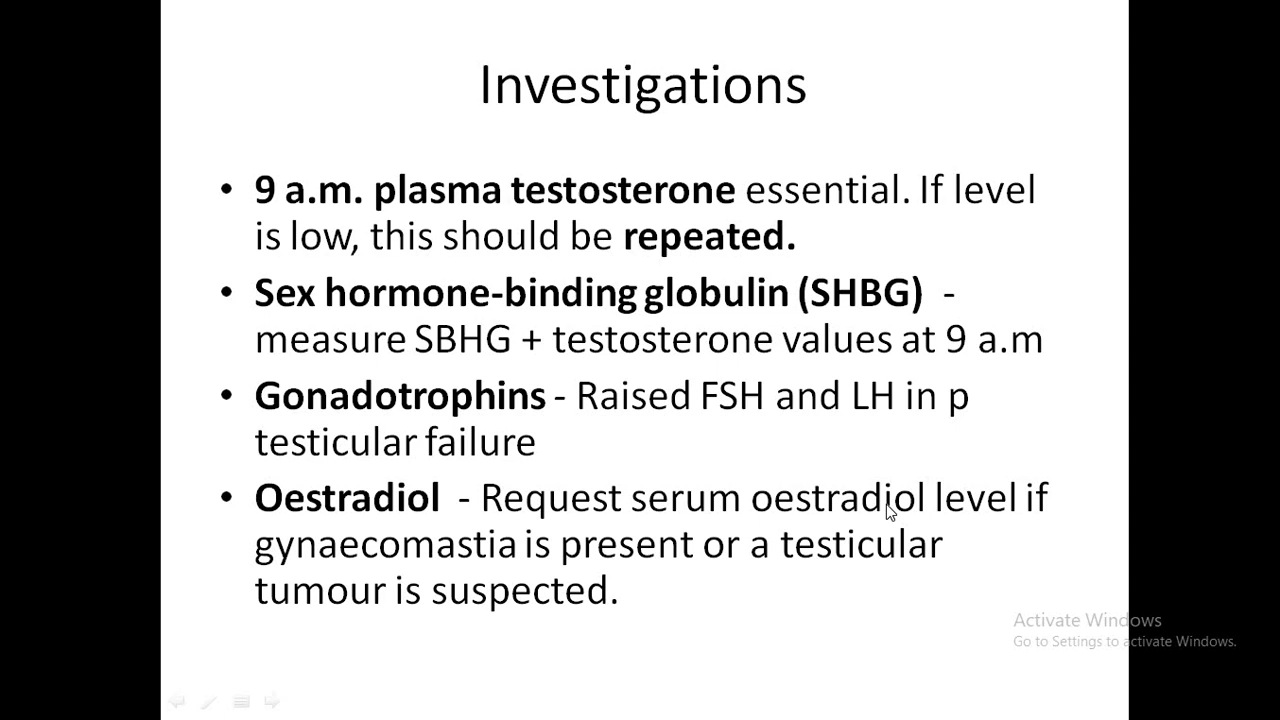 Investigations
• 9 a.m. plasma testosterone essential. If level
is low, this should be repeated.
• Sex hormone-binding globulin (SHBG) -
measure SBHG + testosterone values at 9 a.m
• Gonadotrophins - Raised FSH and LH in p
testicular failure
• Oestradiol - Request serum oestradiol level if
gynaecomastia is present or a testicular
tumour is suspected.
Activate Windows
Go to Settings to activate Windows.